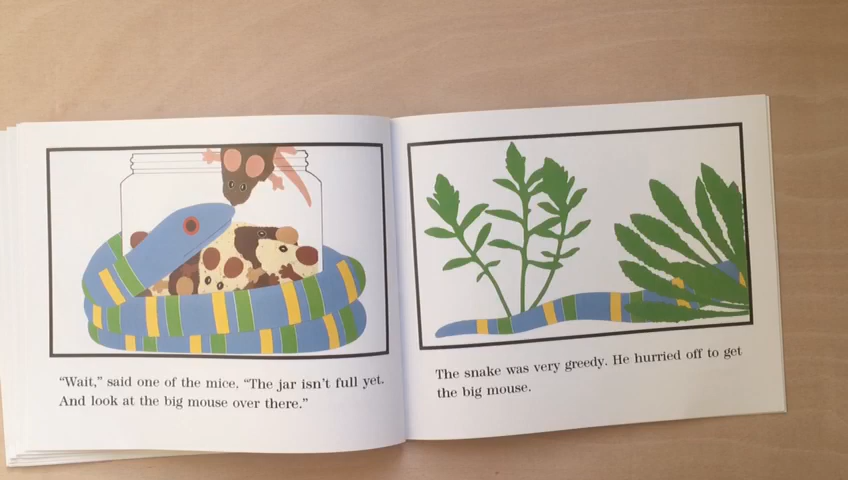 “Wait,” said one of the mice. “The jar isn’t full yet.
And look at the big mouse over there.”
The snake was very greedy. He hurried off to get
the big mouse.